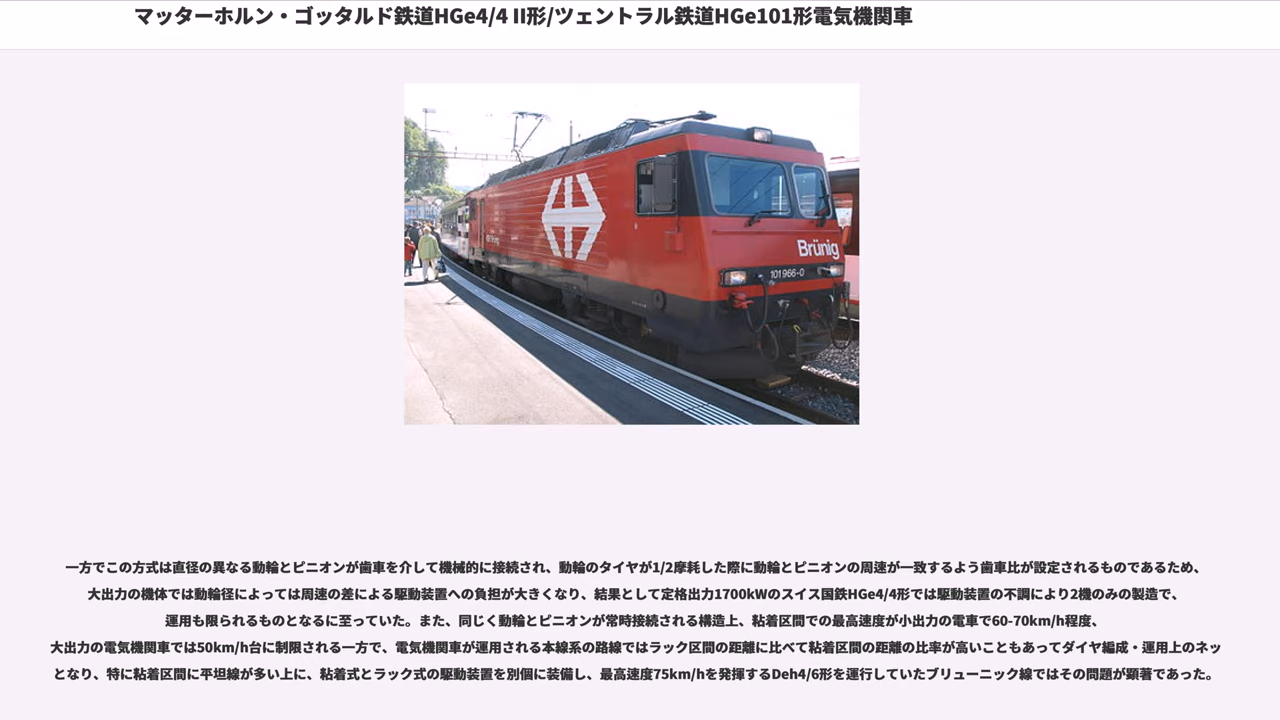 マッターホルン・ゴッタルド鉄道HGe4/4 II形/ツェントラル鉄道HGe101形電気機関車
Brünig
101 966-0
一方でこの方式は直径の異なる動輪とピニオンが歯車を介して機械的に接続され、動輪のタイヤが1/2摩耗した際に動輪とピニオンの周速が一致するよう歯車比が設定されるものであるため、
大出力の機体では動輪径によっては周速の差による駆動装置への負担が大きくなり、結果として定格出力1700kWのスイス国鉄HGe4/4形では駆動装置の不調により2機のみの製造で、
運用も限られるものとなるに至っていた。また、同じく動輪とピニオンが常時接続される構造上、粘着区間での最高速度が小出力の電車で60-70km/h程度、
大出力の電気機関車では50km/h台に制限される一方で、電気機関車が運用される本線系の路線ではラック区間の距離に比べて粘着区間の距離の比率が高いこともあってダイヤ編成・運用上のネッ
となり、特に粘着区間に平坦線が多い上に、粘着式とラック式の駆動装置を別個に装備し、最高速度75km/hを発揮するDeh4/6形を運行していたブリューニック線ではその問題が顕著であった。